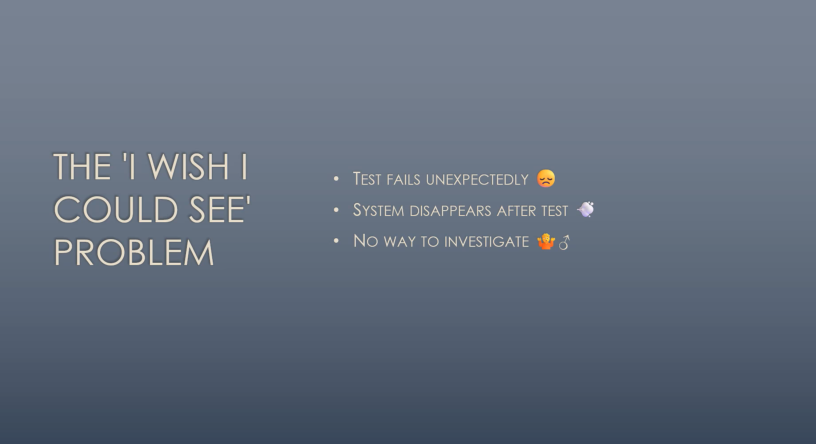 THE 'I WISH I
COULD SEE'
PROBLEM
• TEST FAILS UNEXPECTEDLY 😞
• SYSTEM DISAPPEARS AFTER TEST 💨
• NO WAY TO INVESTIGATE 🤷♂